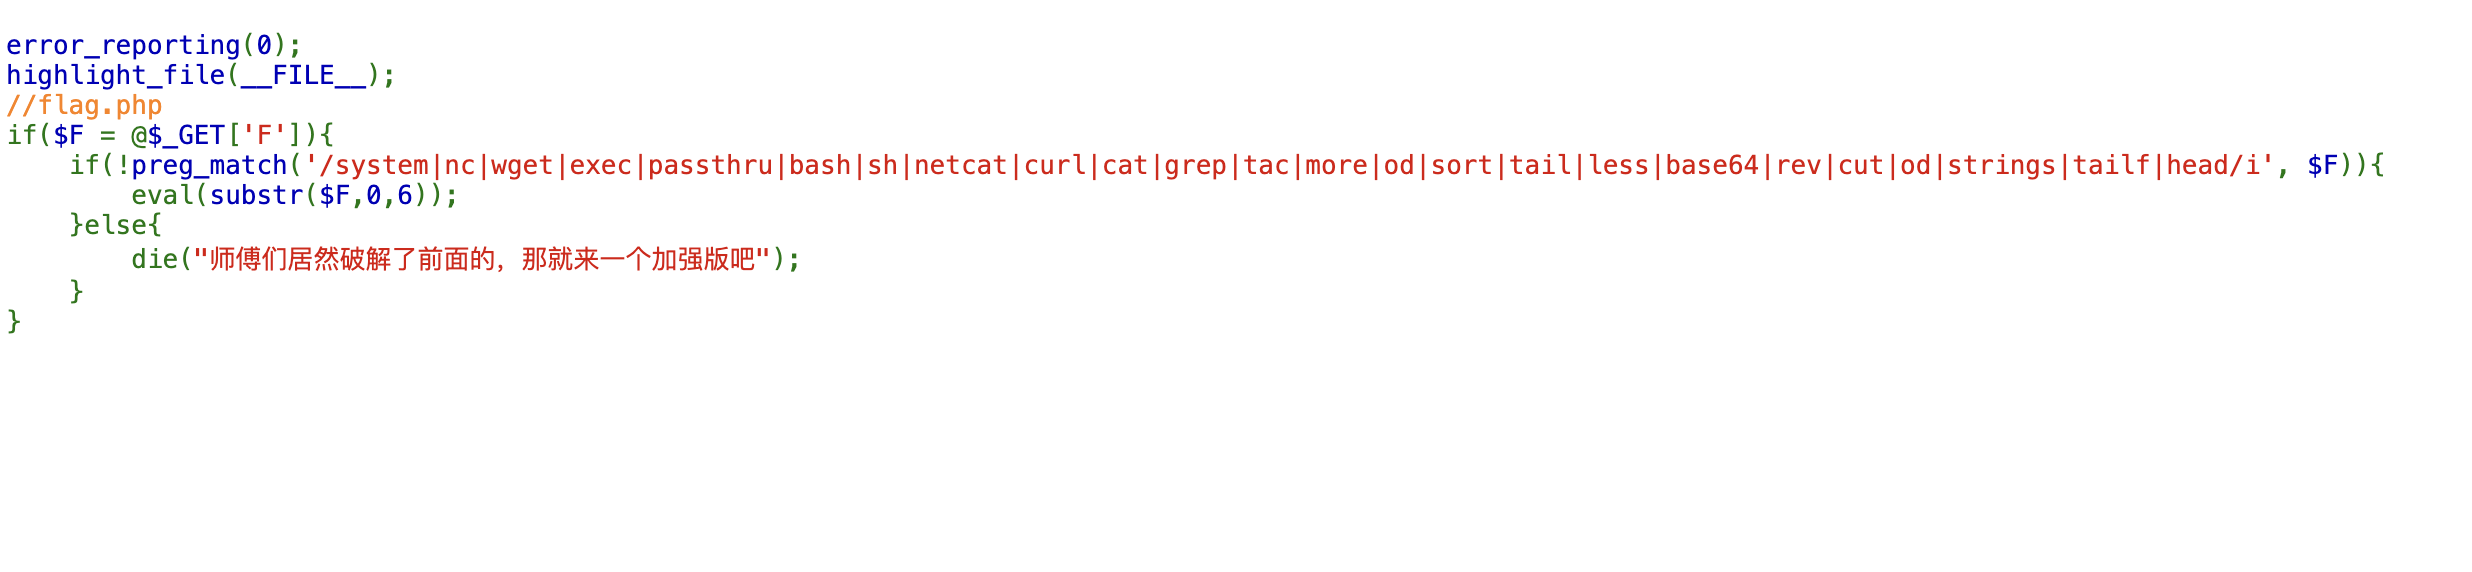 error_reporting(0);
highlight_file(__FILE__);
//flag.php
if($F = @$_GET['F']){
    if(!preg_match('/system|nc|wget|exec|passthru|bash|sh|netcat|curl|cat|grep|tac|more|od|sort|tail|less|base64|rev|cut|od|strings|tailf|head/i', $F)){
        eval(substr($F,0,6));
    }else{
        die("师傅们居然破解了前面的，那就来一个加强版吧");
    }
}